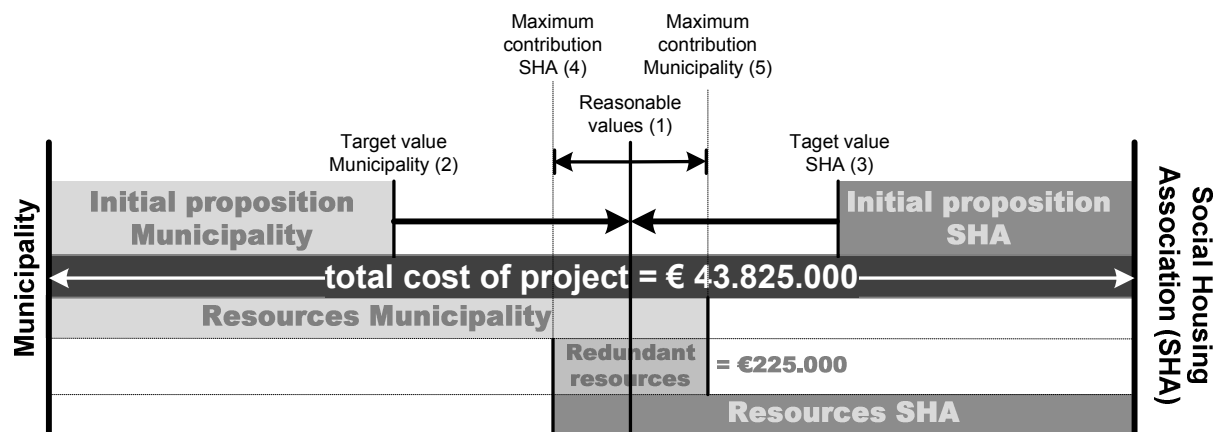 Maximum
contribution
SHA (4)
Maximum
contribution
Municipality (5)
Reasonable
values (1)
Target value
Municipality (2)
Taget value
SHA (3)
Municipality
Initial proposition
Municipality
Initial proposition
SHA
total cost of project = € 43.825.000
Resources Municipality
Redundant
resources
= €225.000
Resources SHA
Social Housing
Association (SHA)